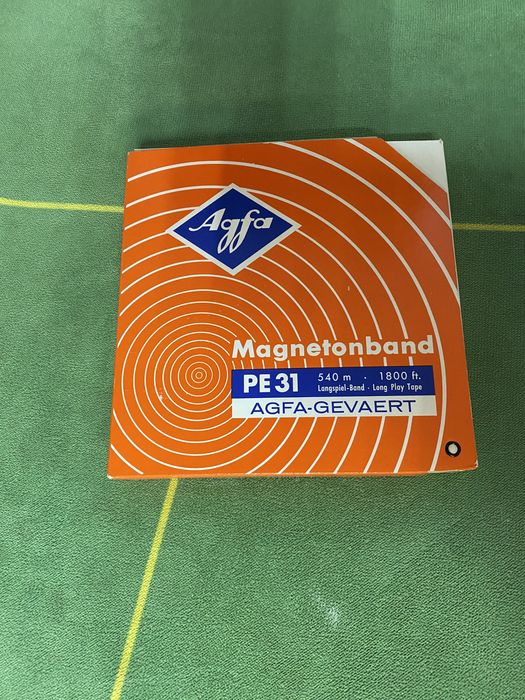 Agfa
Magnetonband
PE 31 540 m · 1800 ft.
Langspiel-Band · Long Play Tape
AGFA-GEVAERT